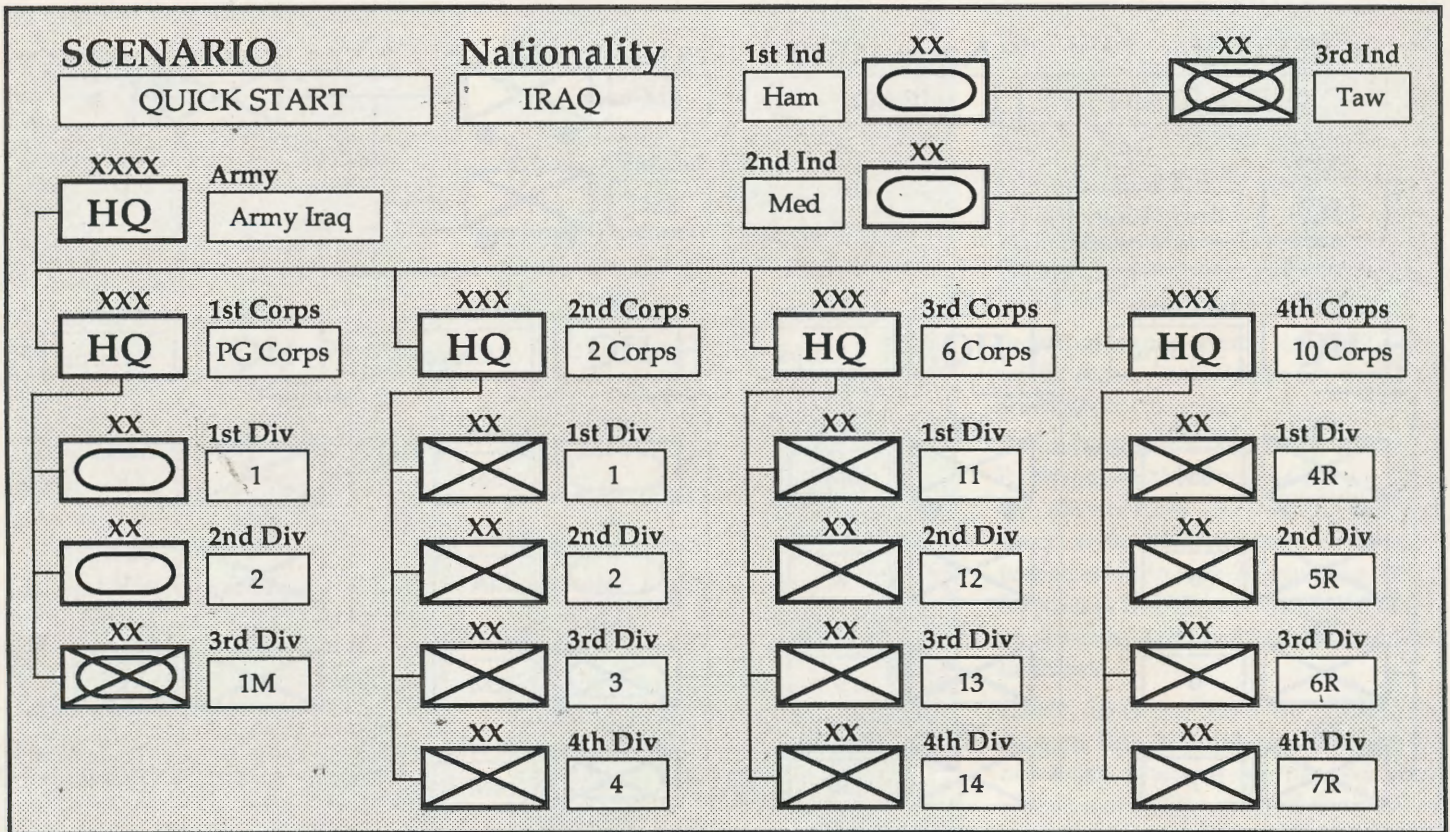 SCENARIO
QUICK START
Nationality
IRAQ
1st Ind
Ham
XX
XX
3rd Ind
Taw
2nd Ind
Med
XX
XXXX
HQ
Army
Army Iraq
XXX
HQ
1st Corps
PG Corps
XXX
HQ
2nd Corps
2 Corps
XXX
HQ
3rd Corps
6 Corps
XXX
HQ
4th Corps
10 Corps
XX
1st Div
1
XX
1st Div
1
XX
1st Div
11
XX
1st Div
4R
XX
2nd Div
2
XX
2nd Div
2
XX
2nd Div
12
XX
2nd Div
5R
XX
3rd Div
1M
XX
3rd Div
3
XX
3rd Div
13
XX
3rd Div
6R
XX
4th Div
4
XX
4th Div
14
XX
4th Div
7R